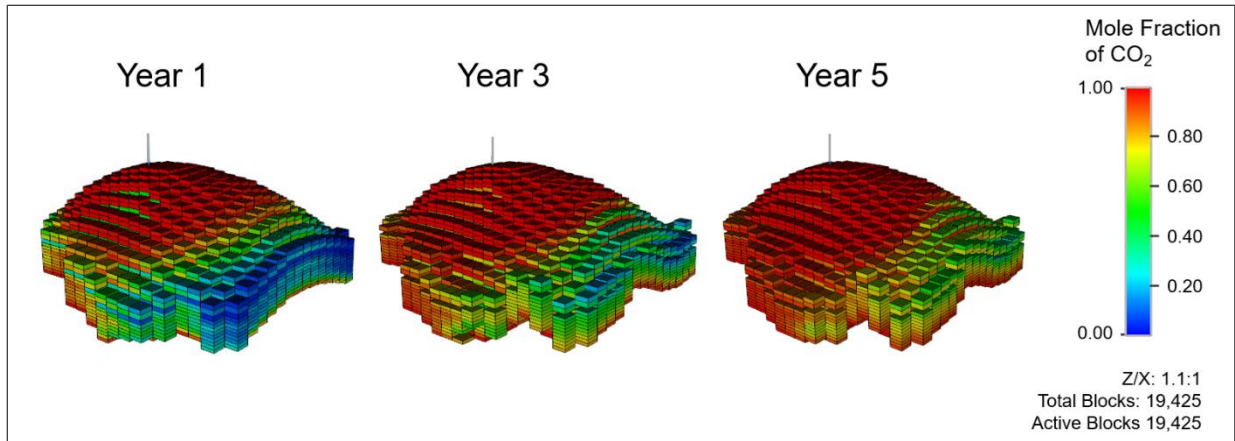 Year 1
Year 3
Year 5
Mole Fraction
of CO₂
1.00
0.80
0.60
0.40
0.20
0.00
Z/X: 1.1:1
Total Blocks: 19,425
Active Blocks 19,425